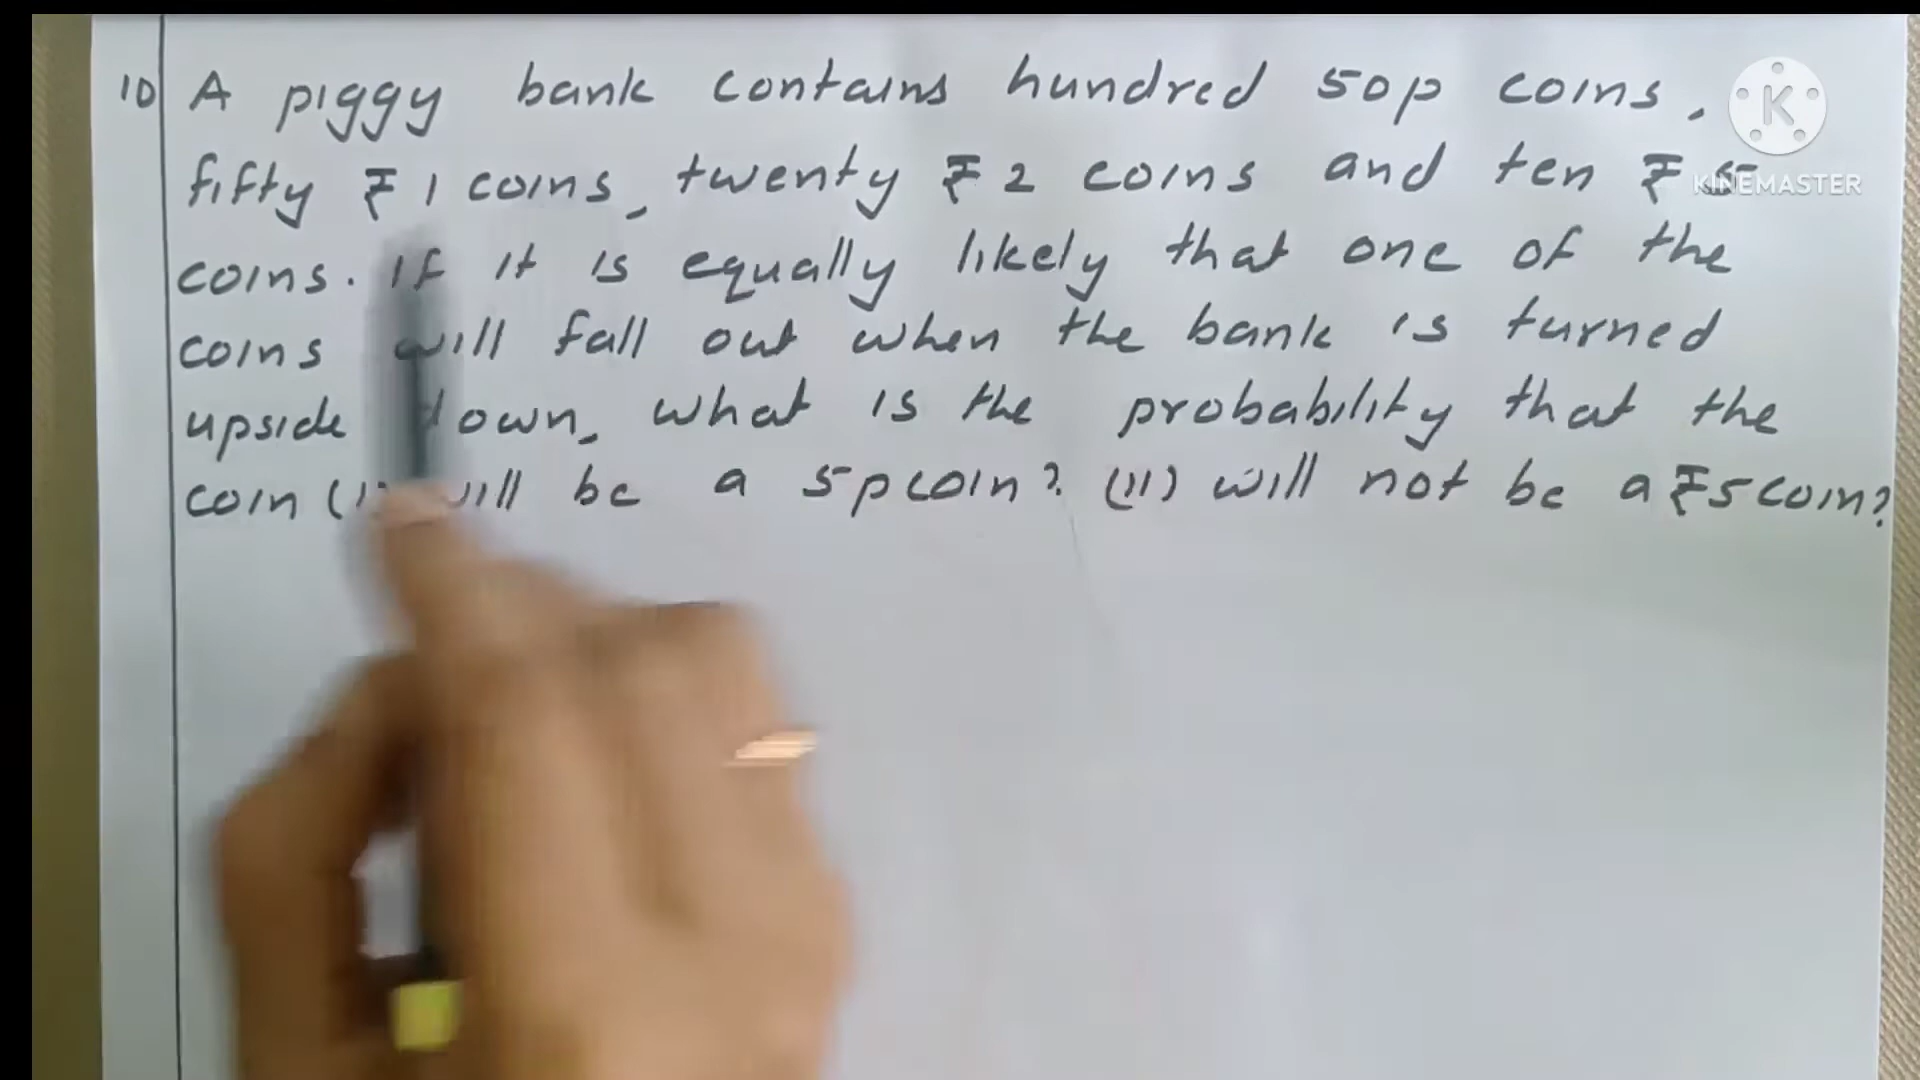 10 A piggy bank contains hundred 50p coins,
fifty ₹1 coins, twenty ₹2 coins and ten ₹5
coins. If it is equally likely that one of the
coins will fall out when the bank is turned
upside down, what is the probability that the
coin (i) will be a 5p coin? (ii) will not be a ₹5 coin?
K
KINEMASTER